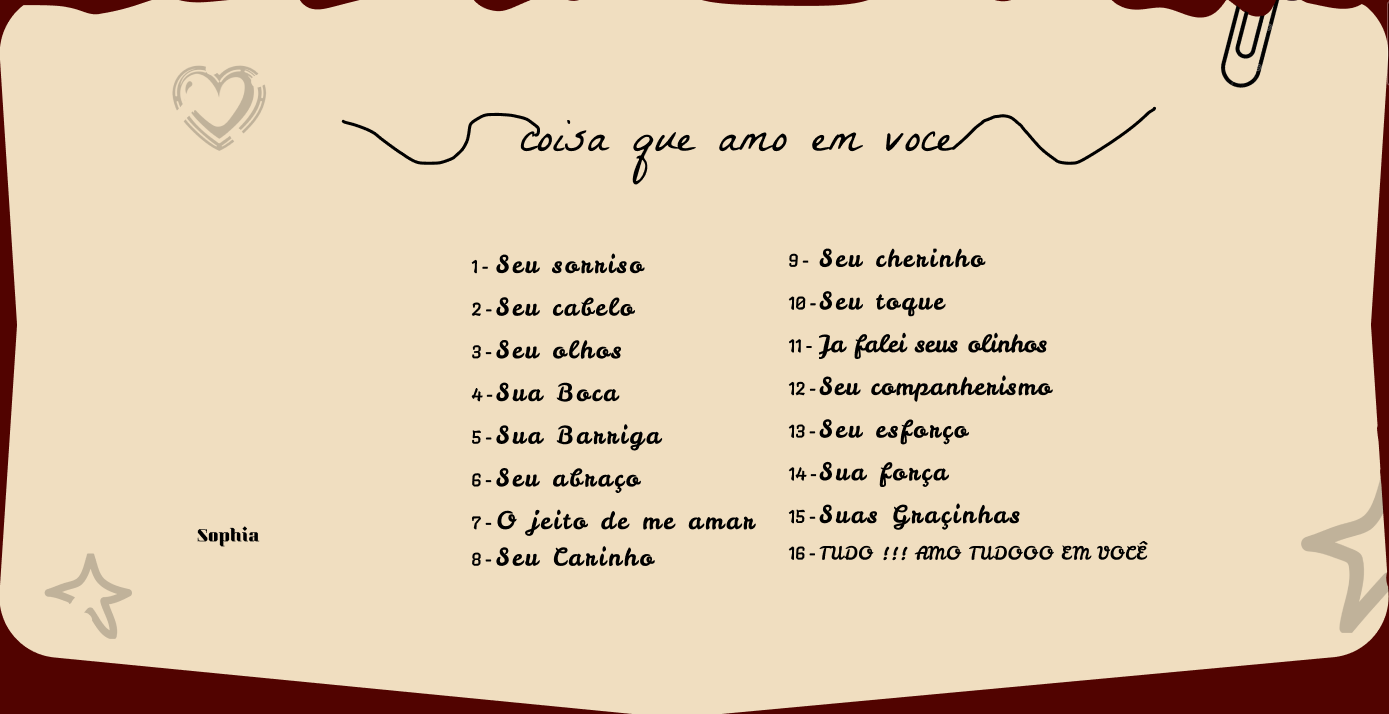 coisa que amo em voce
1- Seu sorriso
2- Seu cabelo
3- Seu olhos
4- Sua Boca
5- Sua Barriga
6- Seu abraço
7- O jeito de me amar
8- Seu Carinho
9- Seu cherinho
10- Seu toque
11- Ja falei seus olinhos
12- Seu companherismo
13- Seu esforço
14- Sua força
15- Suas Graçinhas
16- TUDO !!! AMO TUDOOO EM VOCÊ
Sophia